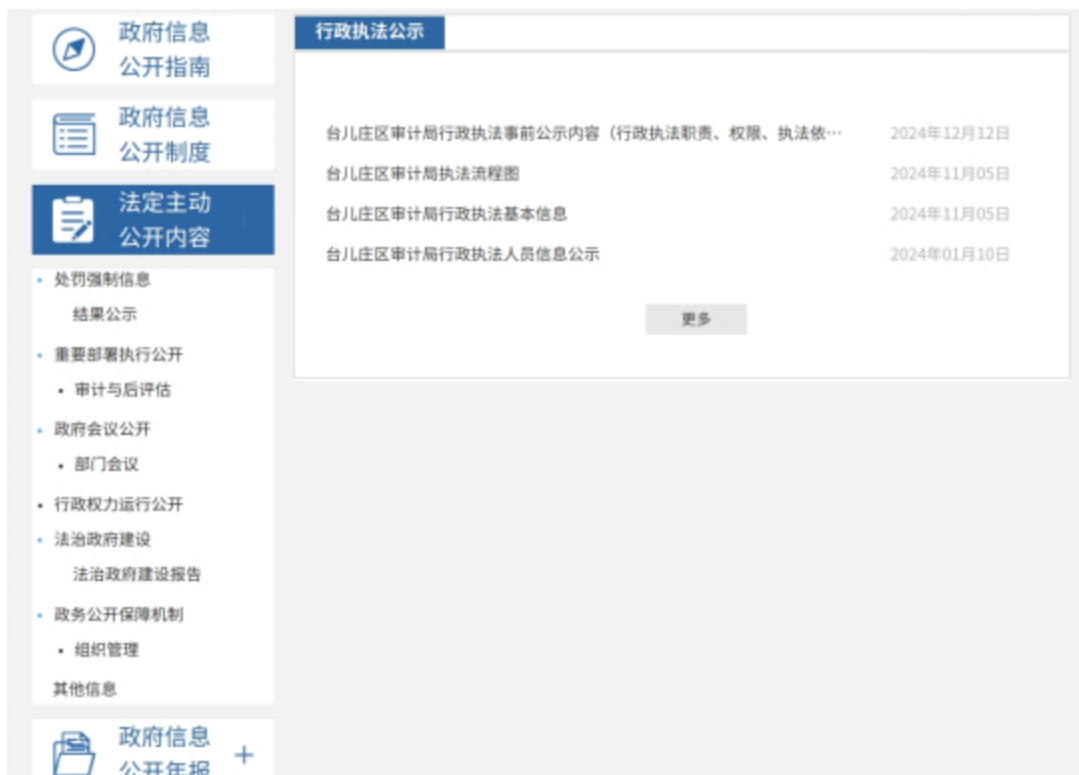 政府信息
公开指南
政府信息
公开制度
法定主动
公开内容
处罚强制信息
结果公示
重要部署执行公开
审计与后评估
政府会议公开
部门会议
行政权力运行公开
法治政府建设
法治政府建设报告
政务公开保障机制
组织管理
其他信息
政府信息
公开年报
行政执法公示
台儿庄区审计局行政执法事前公示内容（行政执法职责、权限、执法依… 2024年12月12日
台儿庄区审计局执法流程图 2024年11月05日
台儿庄区审计局行政执法基本信息 2024年11月05日
台儿庄区审计局行政执法人员信息公示 2024年01月10日
更多